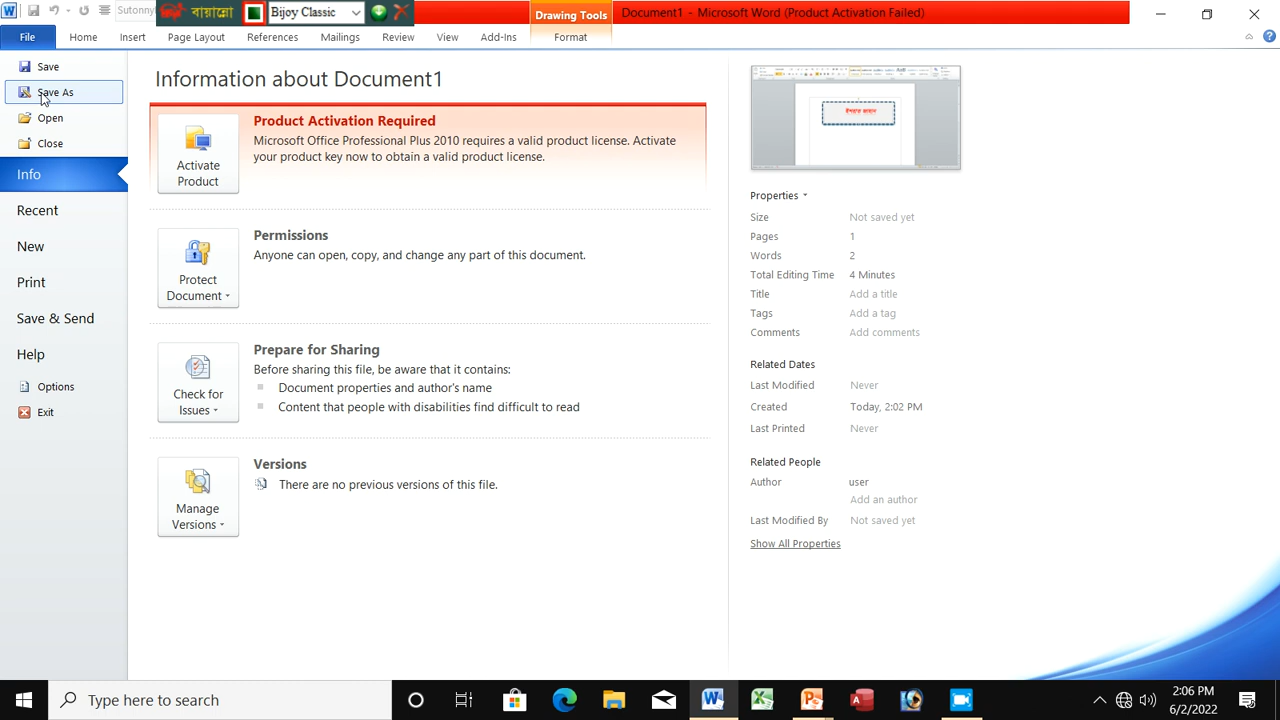 Sutonny
বায়ান্নো
Bijoy Classic
Drawing Tools
Document1 - Microsoft Word (Product Activation Failed)
File
Home
Insert
Page Layout
References
Mailings
Review
View
Add-Ins
Format
Save
Save As
Open
Close
Info
Recent
New
Print
Save & Send
Help
Options
Exit
Information about Document1
Activate
Product
Product Activation Required
Microsoft Office Professional Plus 2010 requires a valid product license. Activate
your product key now to obtain a valid product license.
Protect
Document
Permissions
Anyone can open, copy, and change any part of this document.
Check for
Issues
Prepare for Sharing
Before sharing this file, be aware that it contains:
Document properties and author's name
Content that people with disabilities find difficult to read
Manage
Versions
Versions
There are no previous versions of this file.
Properties
Size Not saved yet
Pages 1
Words 2
Total Editing Time 4 Minutes
Title Add a title
Tags Add a tag
Comments Add comments
Related Dates
Last Modified Never
Created Today, 2:02 PM
Last Printed Never
Related People
Author user
Add an author
Last Modified By Not saved yet
Show All Properties
Type here to search
2:06 PM
6/2/2022